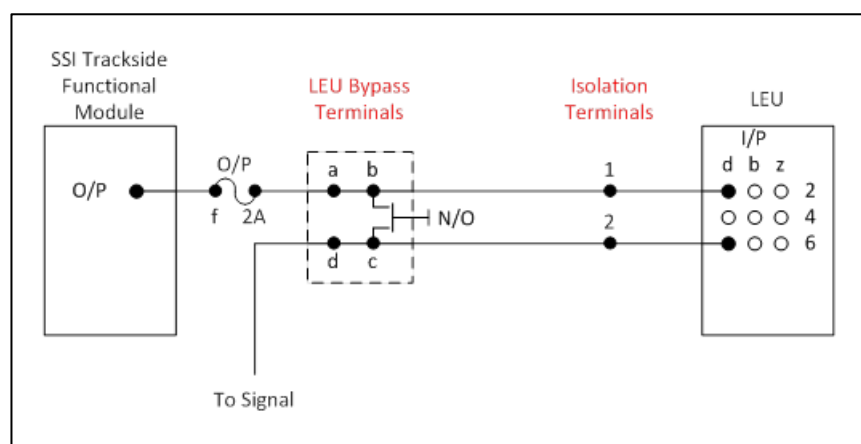 SSI Trackside
Functional
Module
LEU Bypass
Terminals
Isolation
Terminals
LEU
I/P
d b z
O/P
O/P
f 2A
a b
1
2
N/O
2
4
6
d c
To Signal